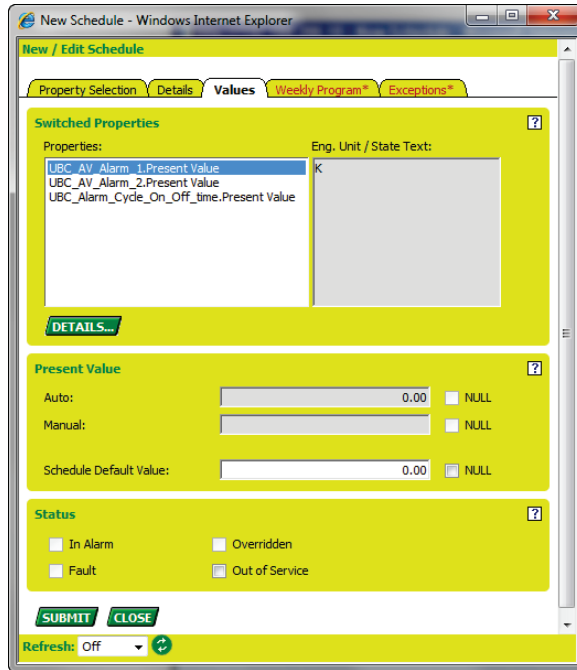 New Schedule - Windows Internet Explorer
New / Edit Schedule
Property Selection Details Values Weekly Program* Exceptions*
Switched Properties ?
Properties: Eng. Unit / State Text:
UBC_AV_Alarm_1.Present Value K
UBC_AV_Alarm_2.Present Value
UBC_Alarm_Cycle_On_Off_time.Present Value
DETAILS...
Present Value ?
Auto: 0.00 NULL
Manual: NULL
Schedule Default Value: 0.00 NULL
Status ?
In Alarm Overridden
Fault Out of Service
SUBMIT CLOSE
Refresh: Off